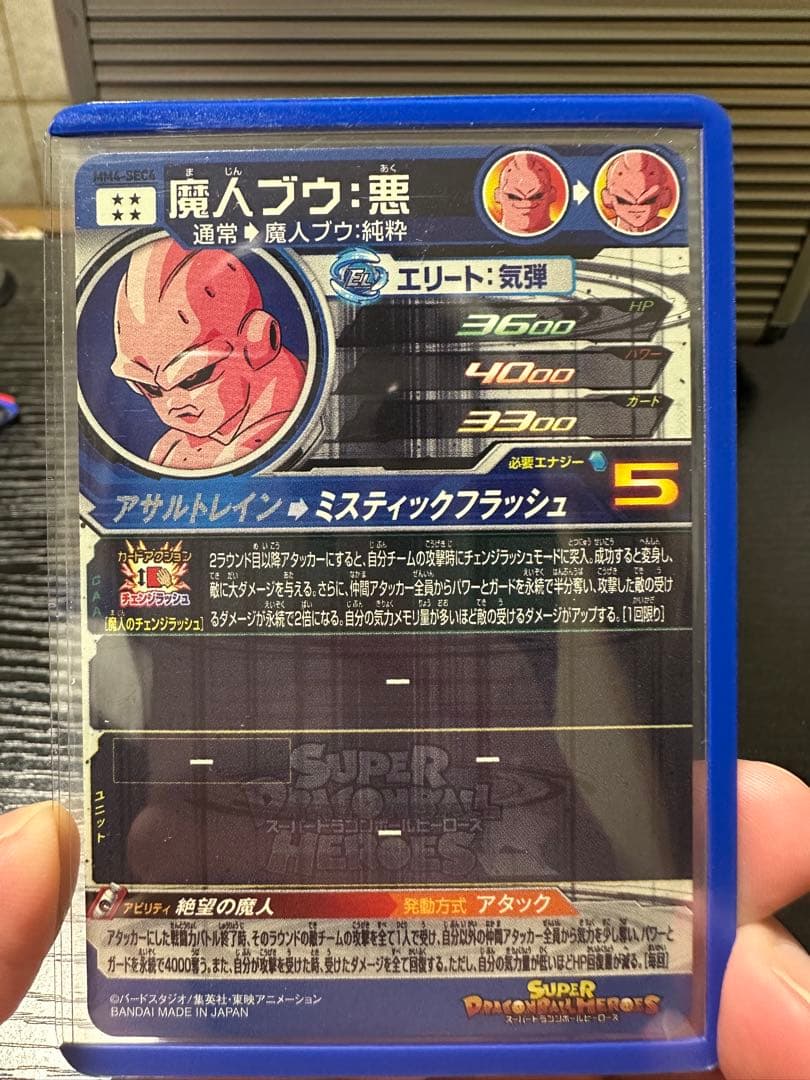 MM4-SEC4
魔人ブウ:悪
通常➡魔人ブウ:純粋
EL エリート:気弾
HP
3600
パワー
4000
ガード
3300
必要エナジー 5
アサルトレイン➡ミスティックフラッシュ
CAA
カードアクション
チェンジラッシュ
[魔人のチェンジラッシュ]
2ラウンド目以降アタッカーにすると、自分チームの攻撃時にチェンジラッシュモードに突入。成功すると変身し、
敵に大ダメージを与える。さらに、仲間アタッカー全員からパワーとガードを永続で半分奪い、攻撃した敵の受け
るダメージが永続で2倍になる。自分の気力メモリ量が多いほど敵の受けるダメージがアップする。[1回限り]
ー
ユニット
ー ー
ー
SUPER
DRAGONBALL
スーパードラゴンボールヒーローズ
HEROES
アビリティ 絶望の魔人 発動方式 アタック
アタッカーにした戦闘力バトル終了時、そのラウンドの敵チームの攻撃を全て1人で受け、自分以外の仲間アタッカー全員から気力を少し奪い、パワーと
ガードを永続で4000奪う。また、自分が攻撃を受けた時、受けたダメージを全て回復する。ただし、自分の気力量が低いほどHP回復量が減る。[毎回]
©バードスタジオ/集英社・東映アニメーション
BANDAI MADE IN JAPAN
SUPER
DRAGONBALL HEROES
スーパードラゴンボールヒーローズ